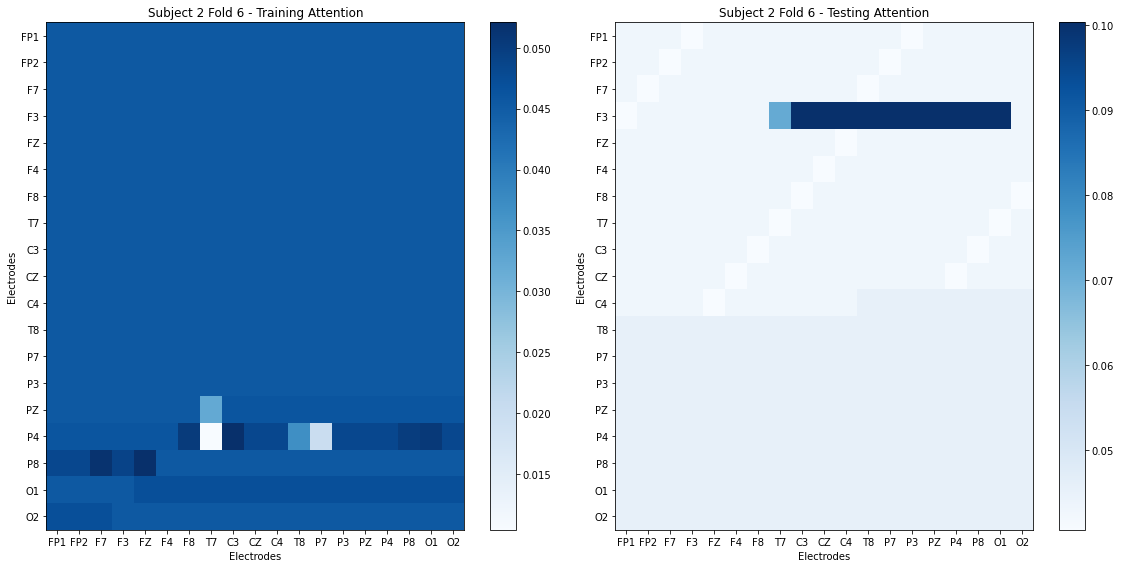 Subject 2 Fold 6 - Training Attention
FP1
FP2
F7
F3
FZ
F4
F8
T7
C3
CZ
C4
T8
P7
P3
PZ
P4
P8
O1
O2
Electrodes
FP1 FP2 F7 F3 FZ F4 F8 T7 C3 CZ C4 T8 P7 P3 PZ P4 P8 O1 O2
Electrodes
0.050
0.045
0.040
0.035
0.030
0.025
0.020
0.015
Subject 2 Fold 6 - Testing Attention
FP1
FP2
F7
F3
FZ
F4
F8
T7
C3
CZ
C4
T8
P7
P3
PZ
P4
P8
O1
O2
Electrodes
FP1 FP2 F7 F3 FZ F4 F8 T7 C3 CZ C4 T8 P7 P3 PZ P4 P8 O1 O2
Electrodes
0.10
0.09
0.08
0.07
0.06
0.05